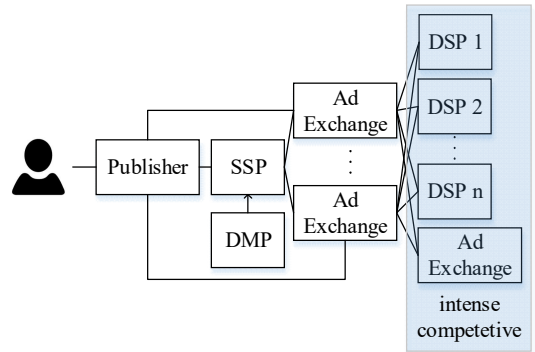 Publisher
SSP
DMP
Ad
Exchange
⋮
Ad
Exchange
DSP 1
DSP 2
⋮
DSP n
Ad
Exchange
intense
competetive